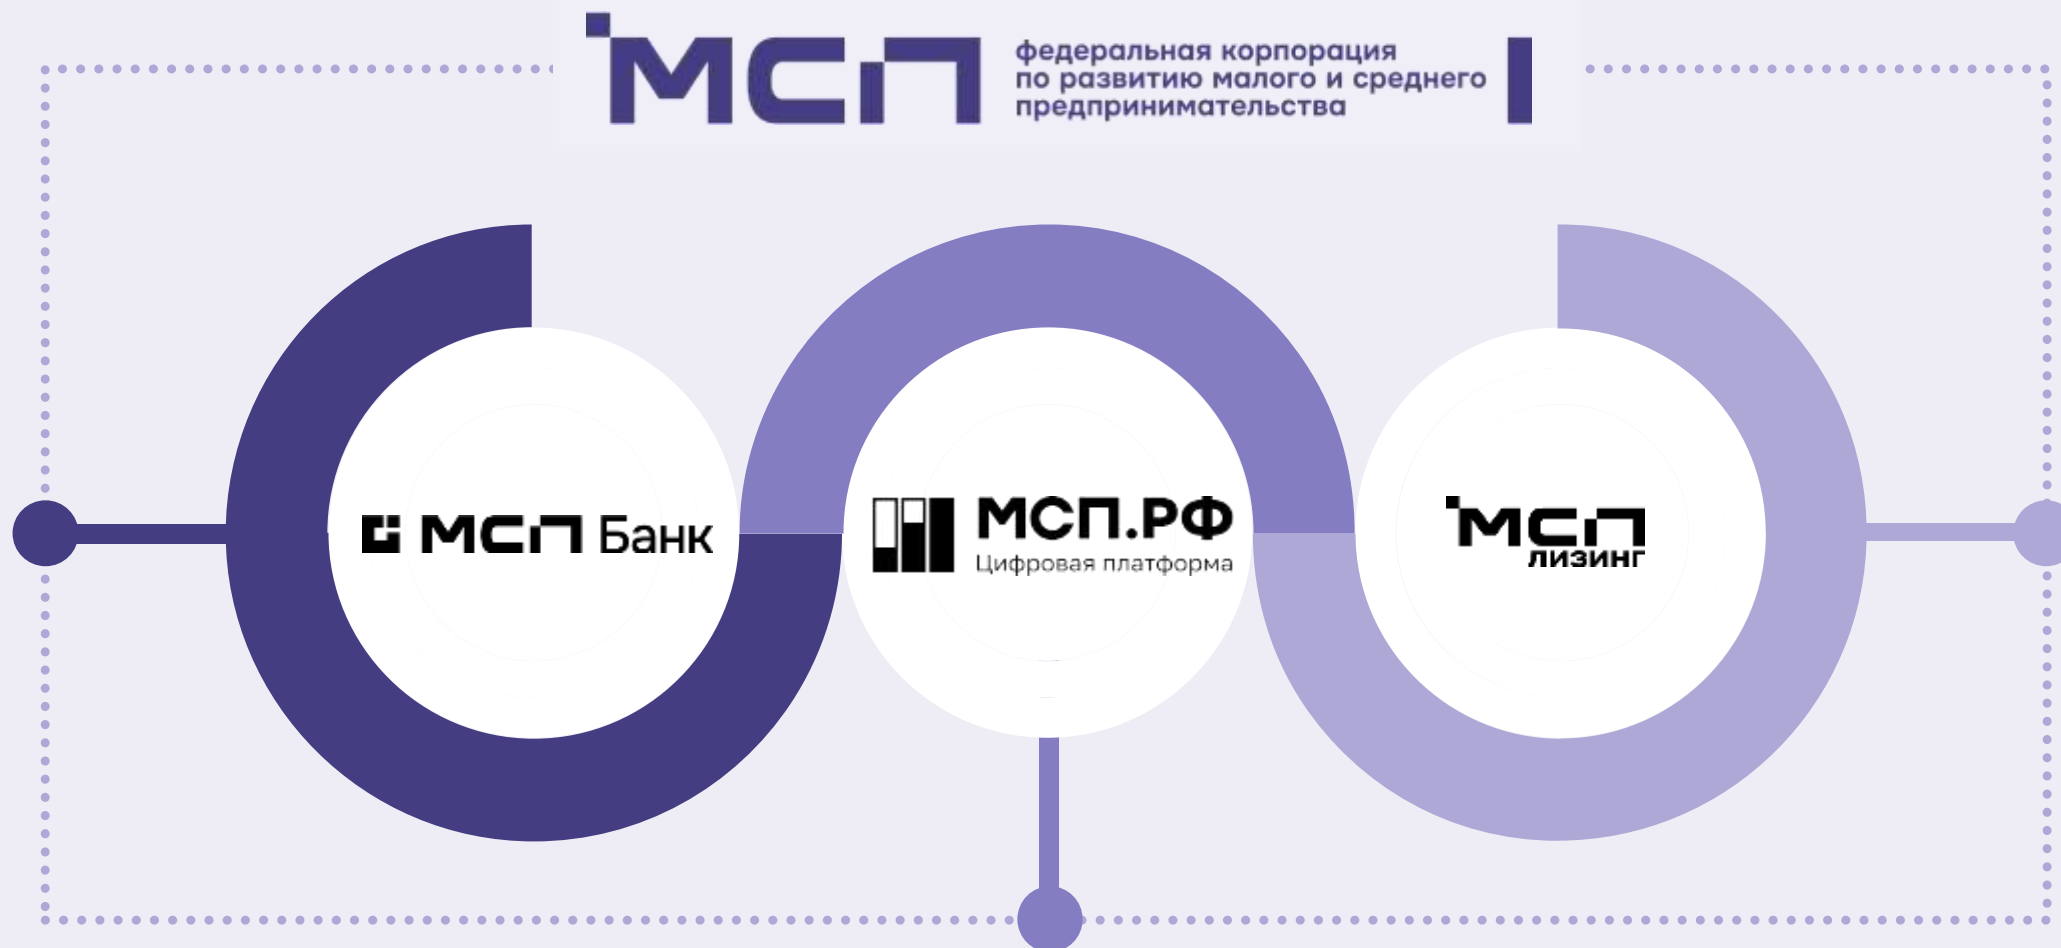 МСП
федеральная корпорация
по развитию малого и среднего
предпринимательства
МСП Банк
МСП.РФ
Цифровая платформа
МСП
лизинг